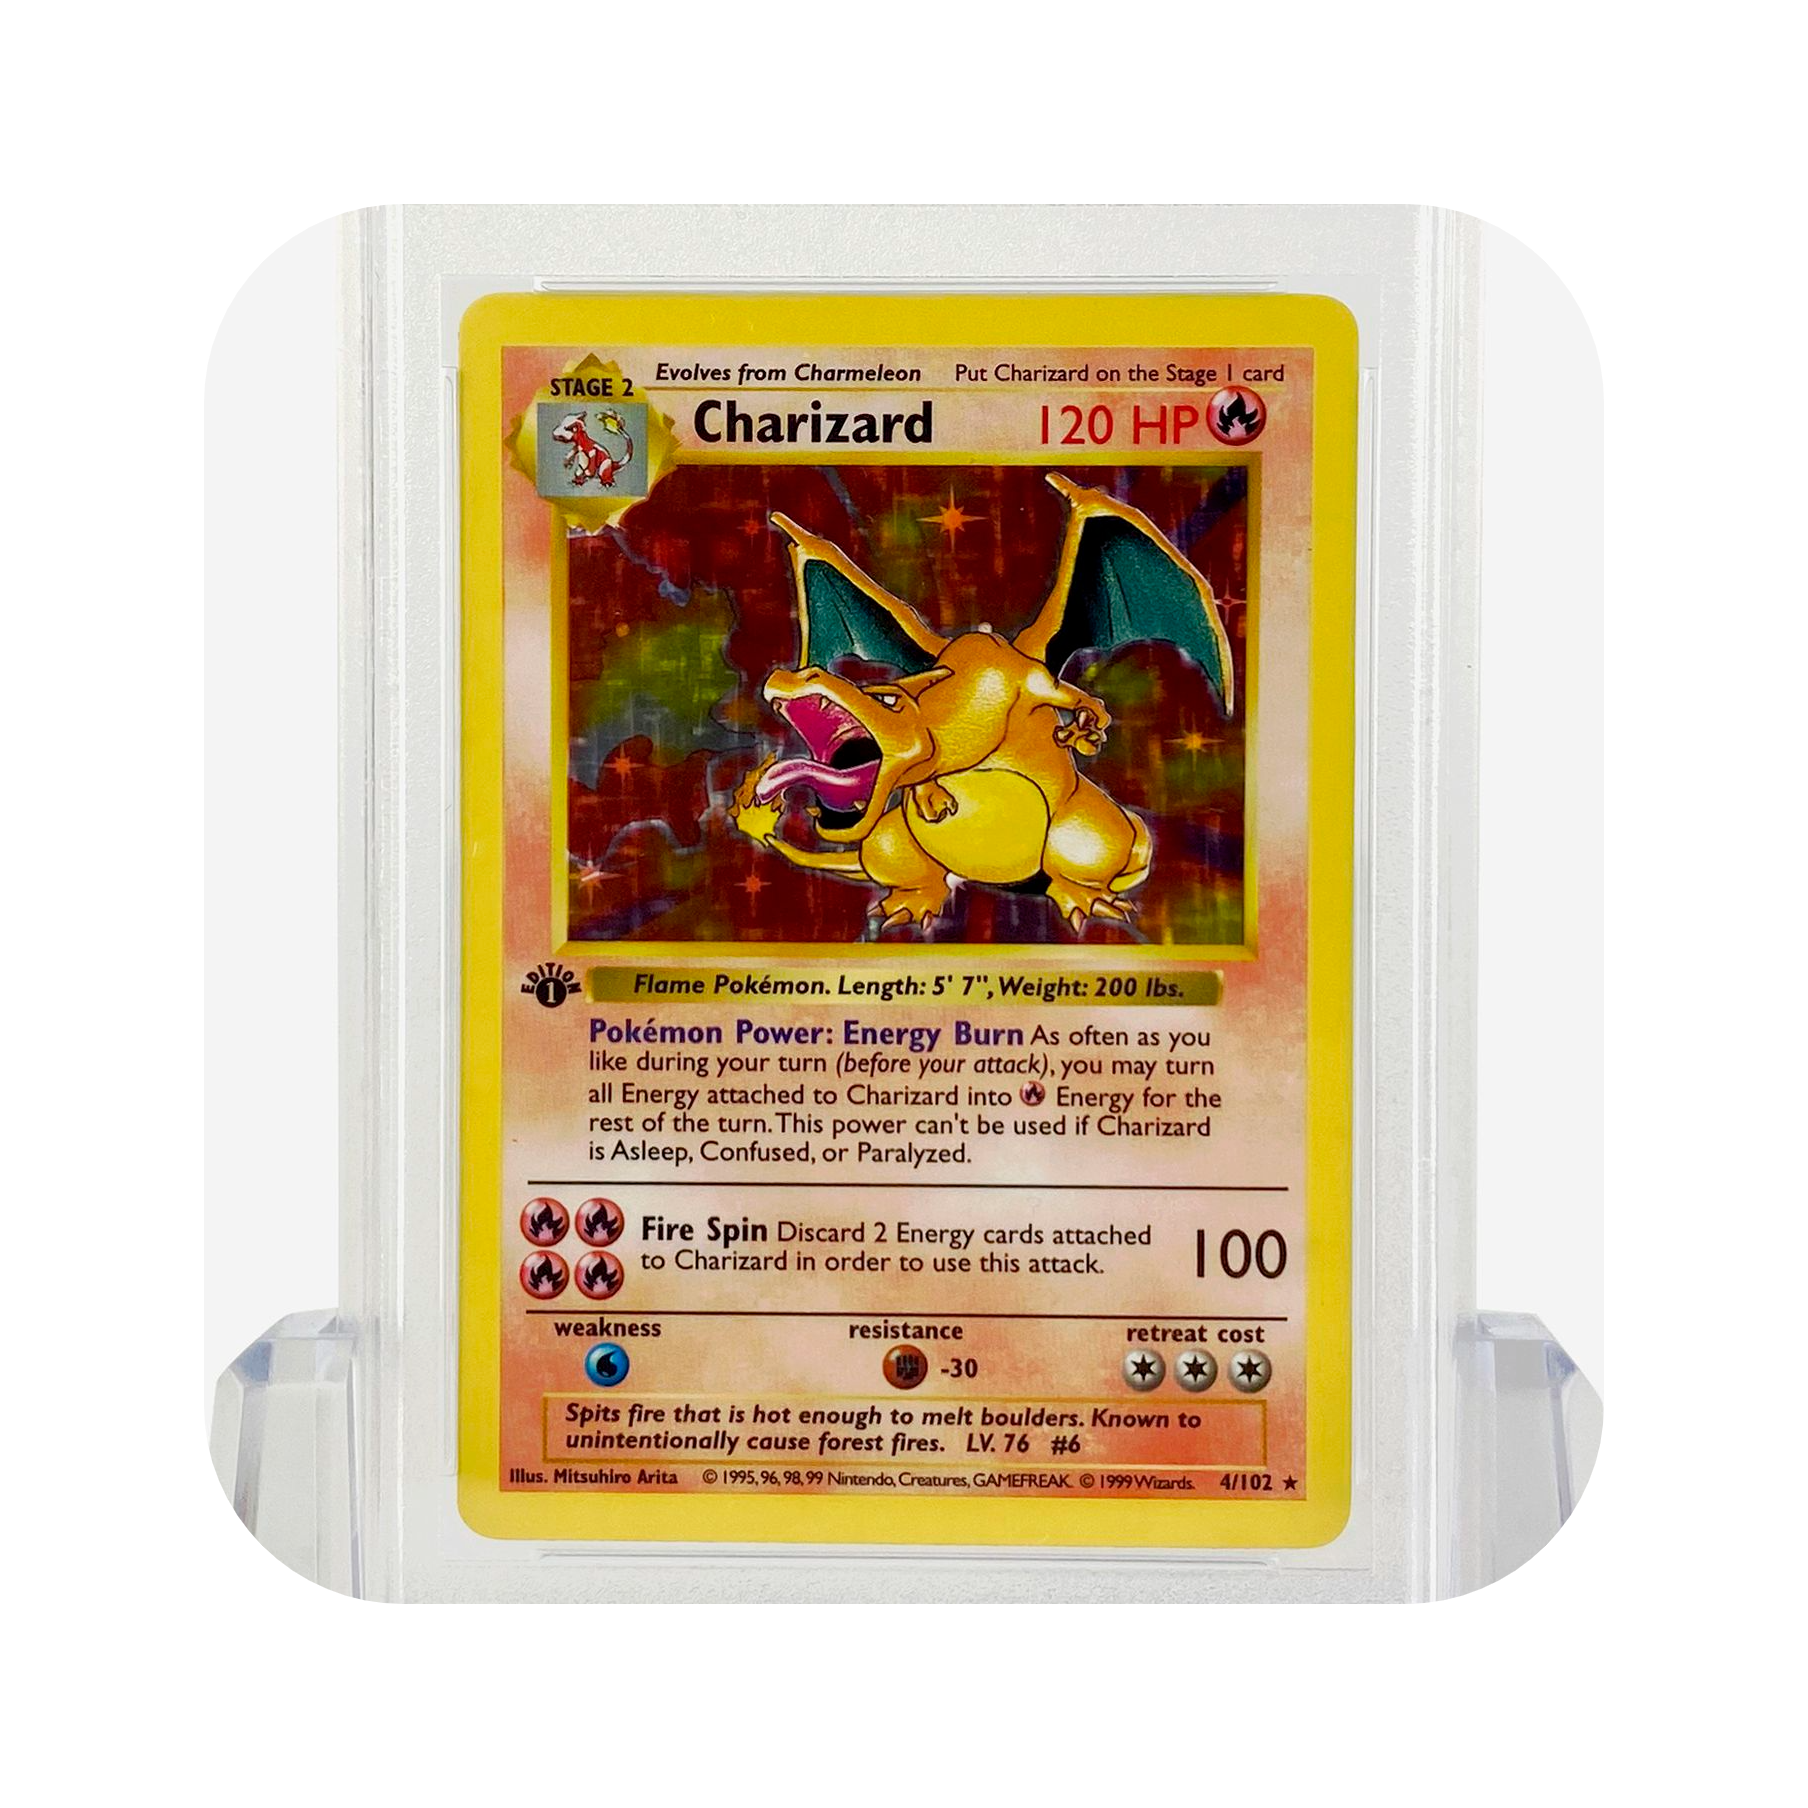 Evolves from Charmeleon Put Charizard on the Stage 1 card
STAGE 2
Charizard 120 HP
EDITION 1
Flame Pokémon. Length: 5' 7", Weight: 200 lbs.
Pokémon Power: Energy Burn As often as you
like during your turn (before your attack), you may turn
all Energy attached to Charizard into Energy for the
rest of the turn. This power can't be used if Charizard
is Asleep, Confused, or Paralyzed.
Fire Spin Discard 2 Energy cards attached
to Charizard in order to use this attack.
100
weakness resistance retreat cost
-30
Spits fire that is hot enough to melt boulders. Known to
unintentionally cause forest fires. LV. 76 #6
Illus. Mitsuhiro Arita © 1995, 96, 98, 99 Nintendo, Creatures, GAMEFREAK. © 1999 Wizards. 4/102 ★